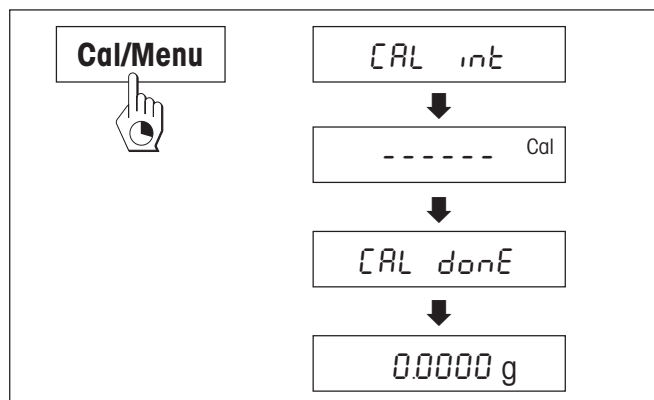 Cal/Menu
CAL int
- - - - - - Cal
CAL donE
0.0000 g